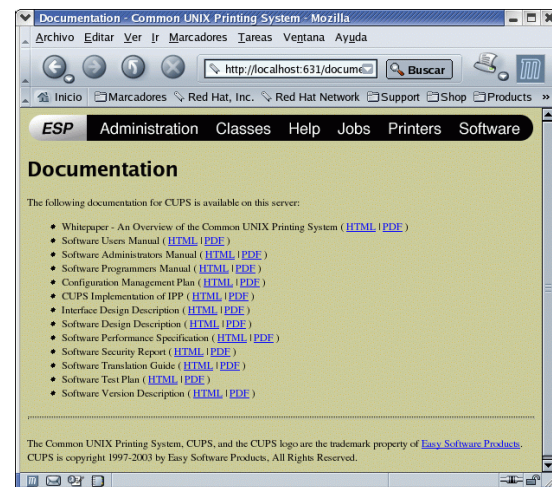 Documentation - Common UNIX Printing System - Mozilla
Archivo Editar Ver Ir Marcadores Tareas Ventana Ayuda
http://localhost:631/docume
Buscar
Inicio Marcadores Red Hat, Inc. Red Hat Network Support Shop Products »
ESP Administration Classes Help Jobs Printers Software
Documentation
The following documentation for CUPS is available on this server:
Whitepaper - An Overview of the Common UNIX Printing System ( HTML | PDF )
Software Users Manual ( HTML | PDF )
Software Administrators Manual ( HTML | PDF )
Software Programmers Manual ( HTML | PDF )
Configuration Management Plan ( HTML | PDF )
CUPS Implementation of IPP ( HTML | PDF )
Interface Design Description ( HTML | PDF )
Software Design Description ( HTML | PDF )
Software Performance Specification ( HTML | PDF )
Software Security Report ( HTML | PDF )
Software Translation Guide ( HTML | PDF )
Software Test Plan ( HTML | PDF )
Software Version Description ( HTML | PDF )
The Common UNIX Printing System, CUPS, and the CUPS logo are the trademark property of Easy Software Products.
CUPS is copyright 1997-2003 by Easy Software Products, All Rights Reserved.